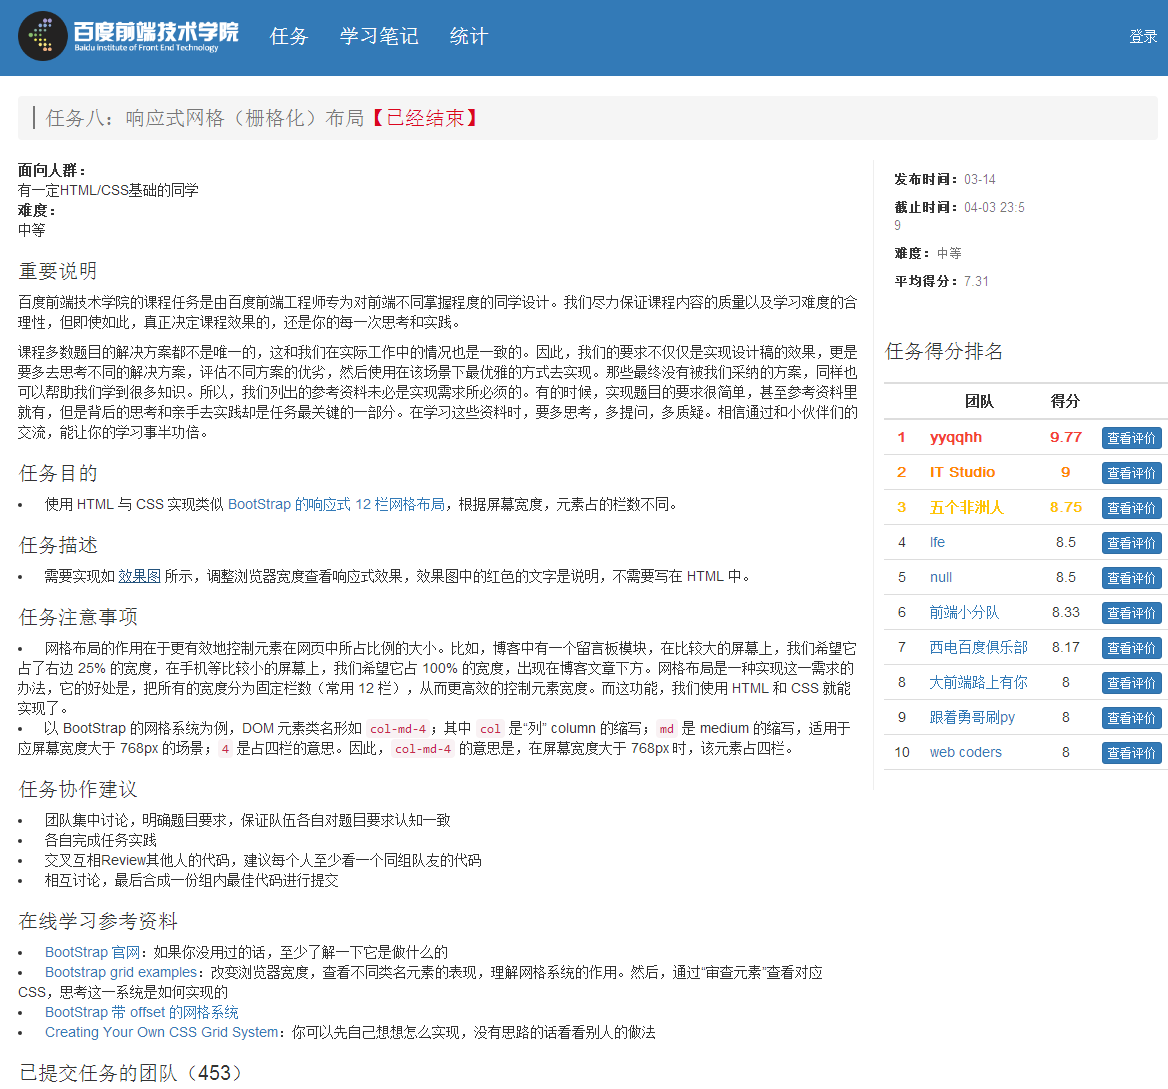 百度前端技术学院
Baidu Institute of Front End Technology
任务 学习笔记 统计
登录
任务八：响应式网格（栅格化）布局【已经结束】
面向人群：
有一定HTML/CSS基础的同学
难度：
中等
重要说明
百度前端技术学院的课程任务是由百度前端工程师专为对前端不同掌握程度的同学设计。我们尽力保证课程内容的质量以及学习难度的合
理性，但即使如此，真正决定课程效果的，还是你的每一次思考和实践。
课程多数题目的解决方案都不是唯一的，这和我们在实际工作中的情况也是一致的。因此，我们的要求不仅仅是实现设计稿的效果，更是
要多去思考不同的解决方案，评估不同方案的优劣，然后使用在该场景下最优雅的方式去实现。那些最终没有被我们采纳的方案，同样也
可以帮助我们学到很多知识。所以，我们列出的参考资料未必是实现需求所必须的。有的时候，实现题目的要求很简单，甚至参考资料里
就有，但是背后的思考和亲手去实践却是任务最关键的一部分。在学习这些资料时，要多思考，多提问，多质疑。相信通过和小伙伴们的
交流，能让你的学习事半功倍。
任务目的
• 使用 HTML 与 CSS 实现类似 BootStrap 的响应式 12 栏网格布局，根据屏幕宽度，元素占的栏数不同。
任务描述
• 需要实现如 效果图 所示，调整浏览器宽度查看响应式效果，效果图中的红色的文字是说明，不需要写在 HTML 中。
任务注意事项
• 网格布局的作用在于更有效地控制元素在网页中所占比例的大小。比如，博客中有一个留言板模块，在比较大的屏幕上，我们希望它
占了右边 25% 的宽度，在手机等比较小的屏幕上，我们希望它占 100% 的宽度，出现在博客文章下方。网格布局是一种实现这一需求的
办法，它的好处是，把所有的宽度分为固定栏数（常用 12 栏），从而更高效的控制元素宽度。而这功能，我们使用 HTML 和 CSS 就能
实现了。
• 以 BootStrap 的网格系统为例，DOM 元素类名形如 col-md-4；其中 col 是“列” column 的缩写；md 是 medium 的缩写，适用于
应屏幕宽度大于 768px 的场景；4 是占四栏的意思。因此，col-md-4 的意思是，在屏幕宽度大于 768px 时，该元素占四栏。
任务协作建议
• 团队集中讨论，明确题目要求，保证队伍各自对题目要求认知一致
• 各自完成任务实践
• 交叉互相Review其他人的代码，建议每个人至少看一个同组队友的代码
• 相互讨论，最后合成一份组内最佳代码进行提交
在线学习参考资料
• BootStrap 官网：如果你没用过的话，至少了解一下它是做什么的
• Bootstrap grid examples：改变浏览器宽度，查看不同类名元素的表现，理解网格系统的作用。然后，通过“审查元素”查看对应
CSS，思考这一系统是如何实现的
• BootStrap 带 offset 的网格系统
• Creating Your Own CSS Grid System：你可以先自己想想怎么实现，没有思路的话看看别人的做法
已提交任务的团队（453）
发布时间：03-14
截止时间：04-03 23:5
9
难度：中等
平均得分：7.31
任务得分排名
团队 得分
1 yyqqhh 9.77 查看评价
2 IT Studio 9 查看评价
3 五个非洲人 8.75 查看评价
4 Ife 8.5 查看评价
5 null 8.5 查看评价
6 前端小分队 8.33 查看评价
7 西电百度俱乐部 8.17 查看评价
8 大前端路上有你 8 查看评价
9 跟着勇哥刷py 8 查看评价
10 web coders 8 查看评价